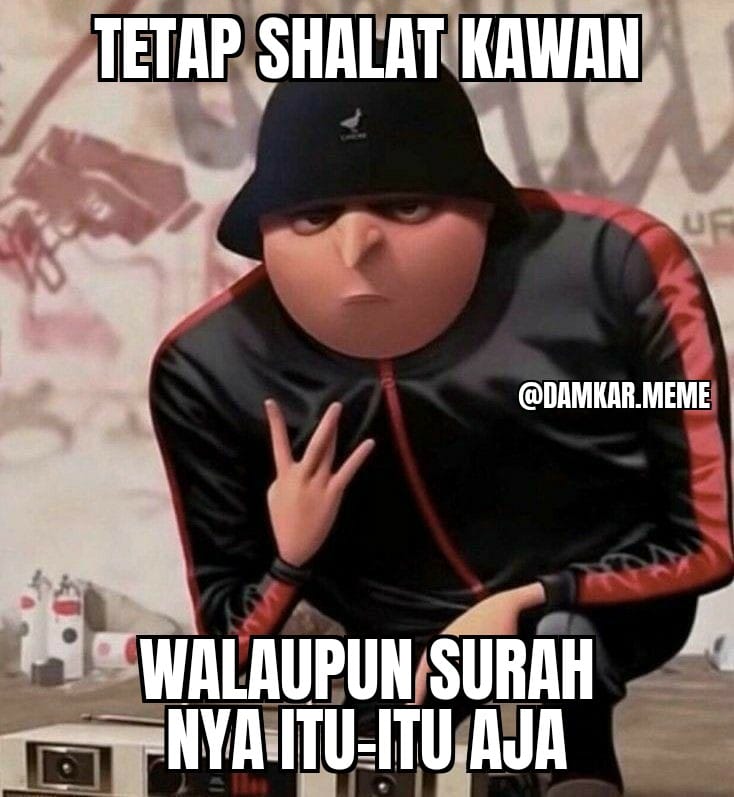 TETAP SHALAT KAWAN
@DAMKAR.MEME
WALAUPUN SURAH
NYA ITU-ITU AJA